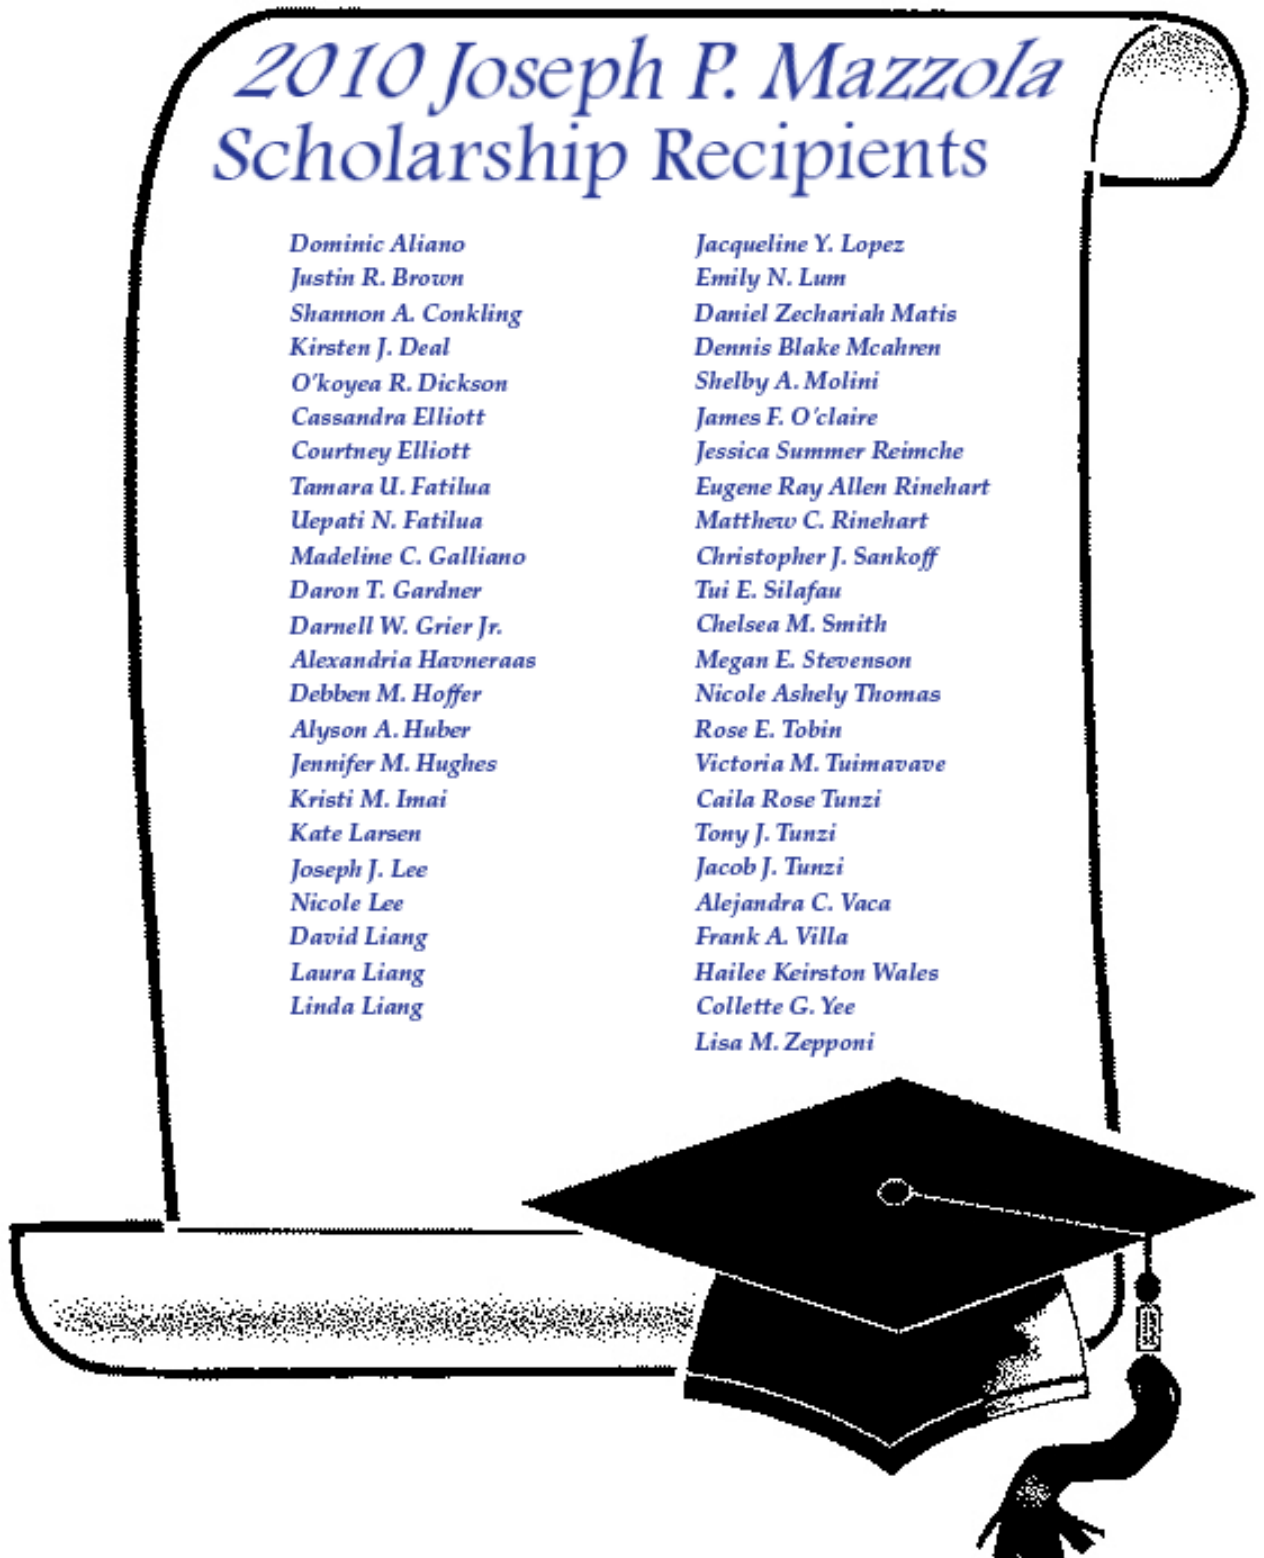 2010 Joseph P. Mazzola
Scholarship Recipients
Dominic Aliano
Justin R. Brown
Shannon A. Conkling
Kirsten J. Deal
O'koyea R. Dickson
Cassandra Elliott
Courtney Elliott
Tamara U. Fatilua
Uepati N. Fatilua
Madeline C. Galliano
Daron T. Gardner
Darnell W. Grier Jr.
Alexandria Havneraas
Debben M. Hoffer
Alyson A. Huber
Jennifer M. Hughes
Kristi M. Imai
Kate Larsen
Joseph J. Lee
Nicole Lee
David Liang
Laura Liang
Linda Liang
Jacqueline Y. Lopez
Emily N. Lum
Daniel Zechariah Matis
Dennis Blake Mcahren
Shelby A. Molini
James F. O'claire
Jessica Summer Reimche
Eugene Ray Allen Rinehart
Matthew C. Rinehart
Christopher J. Sankoff
Tui E. Silafau
Chelsea M. Smith
Megan E. Stevenson
Nicole Ashely Thomas
Rose E. Tobin
Victoria M. Tuimavave
Caila Rose Tunzi
Tony J. Tunzi
Jacob J. Tunzi
Alejandra C. Vaca
Frank A. Villa
Hailee Keirston Wales
Collette G. Yee
Lisa M. Zepponi